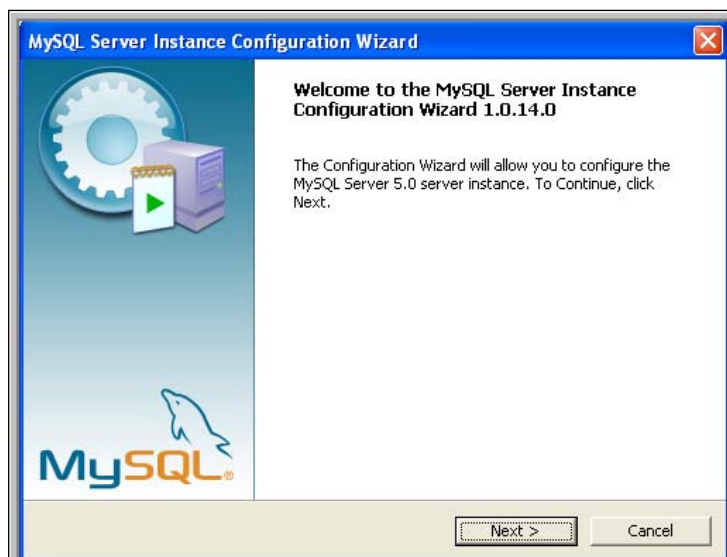 MySQL Server Instance Configuration Wizard
Welcome to the MySQL Server Instance
Configuration Wizard 1.0.14.0
The Configuration Wizard will allow you to configure the
MySQL Server 5.0 server instance. To Continue, click
Next.
MySQL®
Next >
Cancel